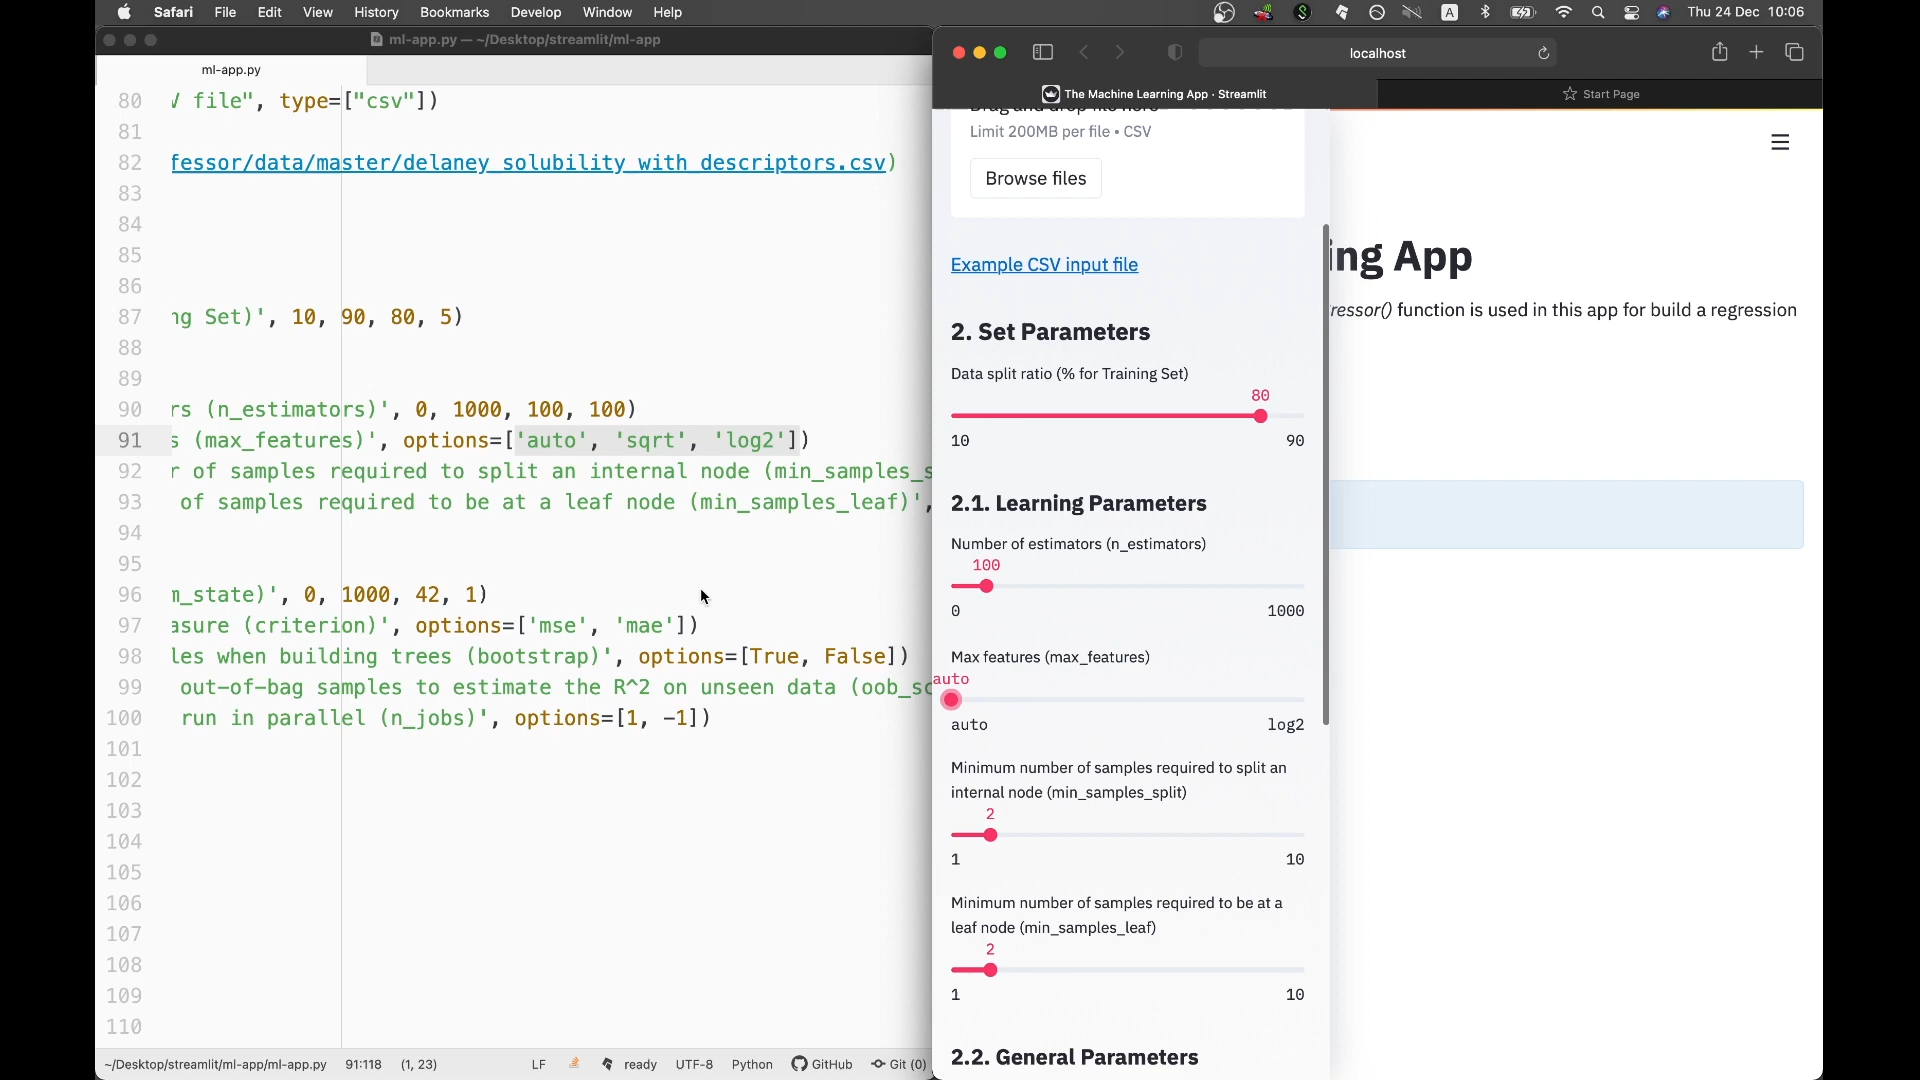 Safari File Edit View History Bookmarks Develop Window Help
A
Thu 24 Dec 10:06
ml-app.py — ~/Desktop/streamlit/ml-app
ml-app.py
80 file", type=["csv"])
81
82 fessor/data/master/delaney_solubility_with_descriptors.csv)
83
84
85
86
87 ng Set)', 10, 90, 80, 5)
88
89
90 rs (n_estimators)', 0, 1000, 100, 100)
91 s (max_features)', options=['auto', 'sqrt', 'log2'])
92 r of samples required to split an internal node (min_samples_s
93 of samples required to be at a leaf node (min_samples_leaf)',
94
95
96 m_state)', 0, 1000, 42, 1)
97 asure (criterion)', options=['mse', 'mae'])
98 les when building trees (bootstrap)', options=[True, False])
99 out-of-bag samples to estimate the R^2 on unseen data (oob_sc
100 run in parallel (n_jobs)', options=[1, -1])
101
102
103
104
105
106
107
108
109
110
~/Desktop/streamlit/ml-app/ml-app.py 91:118 (1, 23) LF ready UTF-8 Python GitHub Git (0)
localhost
The Machine Learning App · Streamlit
Start Page
Drag and drop file here
Limit 200MB per file • CSV
Browse files
Example CSV input file
2. Set Parameters
Data split ratio (% for Training Set)
80
10 90
2.1. Learning Parameters
Number of estimators (n_estimators)
100
0 1000
Max features (max_features)
auto
auto log2
Minimum number of samples required to split an
internal node (min_samples_split)
2
1 10
Minimum number of samples required to be at a
leaf node (min_samples_leaf)
2
1 10
2.2. General Parameters
ing App
ressor() function is used in this app for build a regression